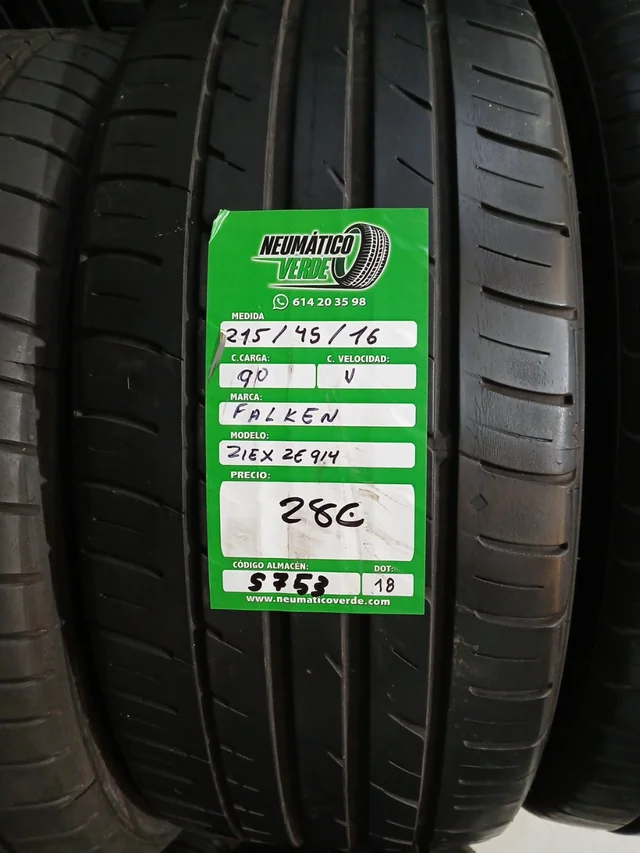 NEUMÁTICO
VERDE
614 20 35 98
MEDIDA
215/45/16
C.CARGA: C. VELOCIDAD:
90 V
MARCA:
FALKEN
MODELO:
ZIEX ZE914
PRECIO:
28€
CÓDIGO ALMACÉN: DOT:
5753 18
www.neumaticoverde.com